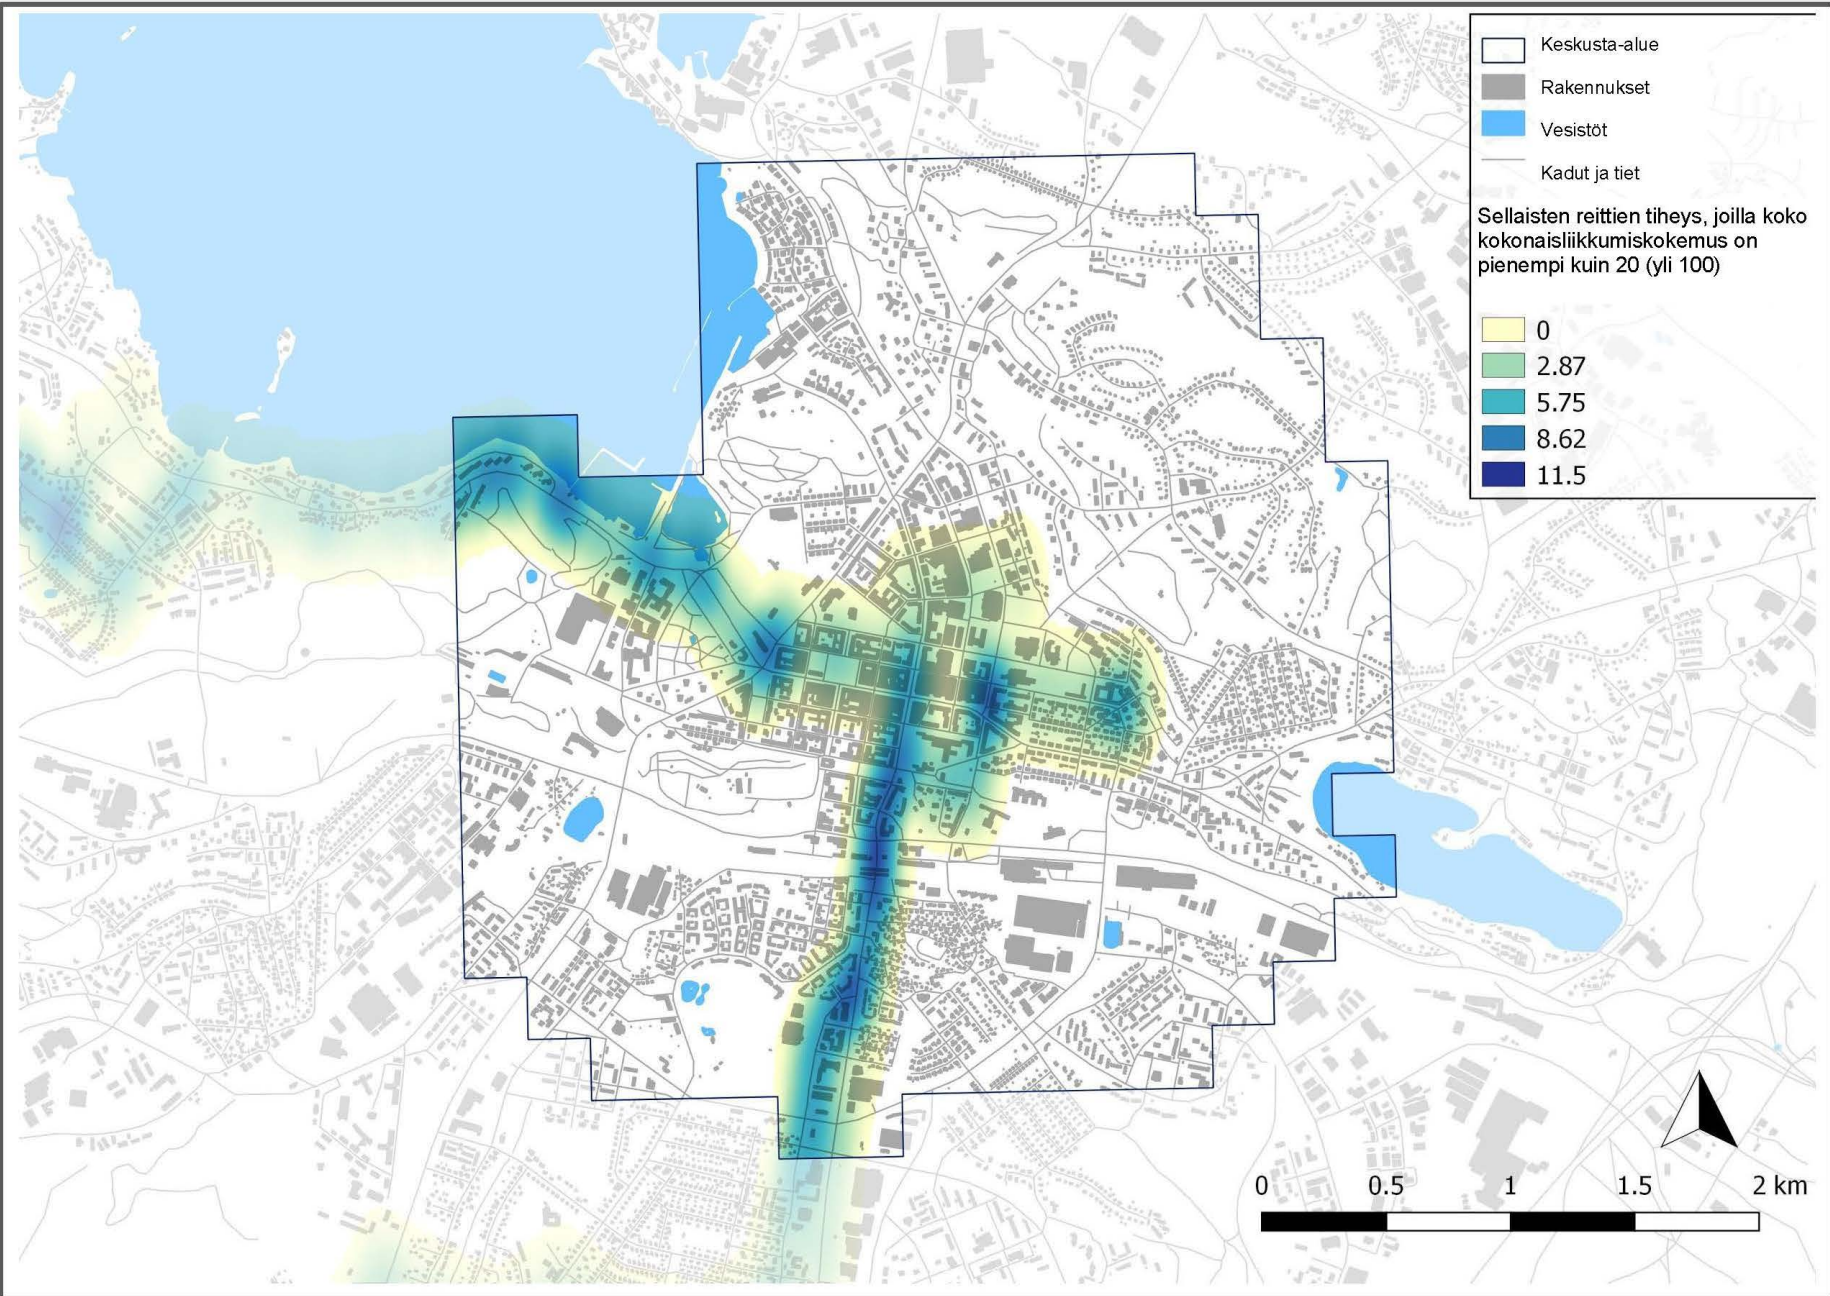 Keskusta-alue
Rakennukset
Vesistöt
Kadut ja tiet
Sellaisten reittien tiheys, joilla koko
kokonaisliikkumiskokemus on
pienempi kuin 20 (yli 100)
0
2.87
5.75
8.62
11.5
0 0.5 1 1.5 2 km